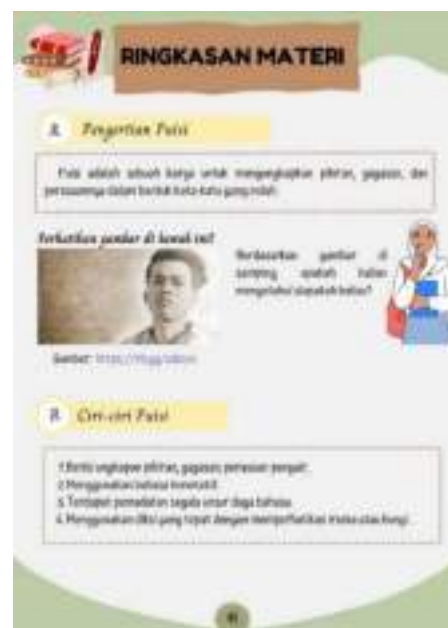 RINGKASAN MATERI
A. Pengertian Puisi
Puisi adalah sebuah karya untuk mengungkapkan pikiran, gagasan, dan
perasaannya dalam bentuk kata-kata yang indah.
Perhatikan gambar di bawah ini!
Berdasarkan gambar di
samping apakah kalian
mengetahui siapakah beliau?
Gambar: https://
B. Ciri-ciri Puisi
1. Berisi ungkapan pikiran, gagasan, perasaan penyair.
2. Menggunakan bahasa konotatif.
3. Terdapat pemadatan segala unsur daya bahasa.
4. Menggunakan diksi yang tepat dengan memperhatikan irama atau bunyi.